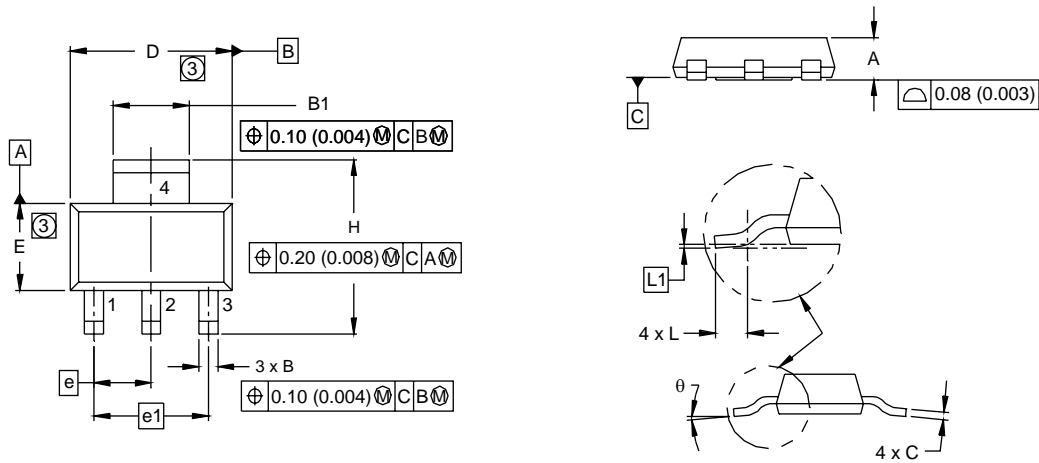 D
B
③
B1
⌖ 0.10 (0.004) Ⓜ C B Ⓜ
A
4
③
E
H
⌖ 0.20 (0.008) Ⓜ C A Ⓜ
1 2 3
3 x B
e
⌖ 0.10 (0.004) Ⓜ C B Ⓜ
e1
A
C
⌓ 0.08 (0.003)
L1
4 x L
θ
4 x C